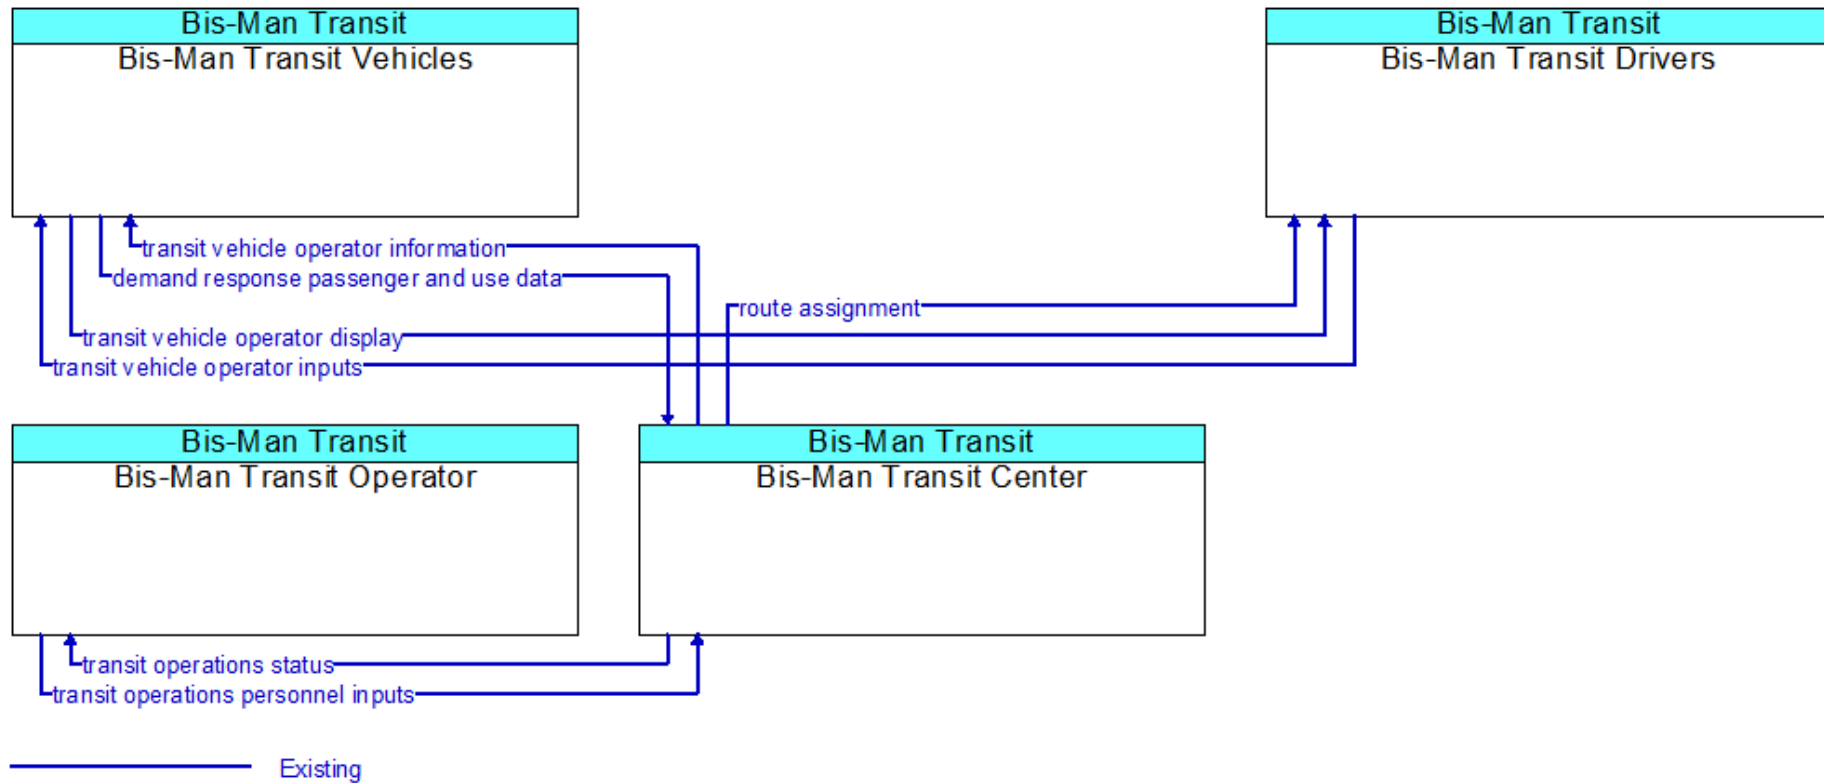 Bis-Man Transit
Bis-Man Transit Vehicles
Bis-Man Transit
Bis-Man Transit Drivers
transit vehicle operator information
demand response passenger and use data
route assignment
transit vehicle operator display
transit vehicle operator inputs
Bis-Man Transit
Bis-Man Transit Operator
Bis-Man Transit
Bis-Man Transit Center
transit operations status
transit operations personnel inputs
Existing